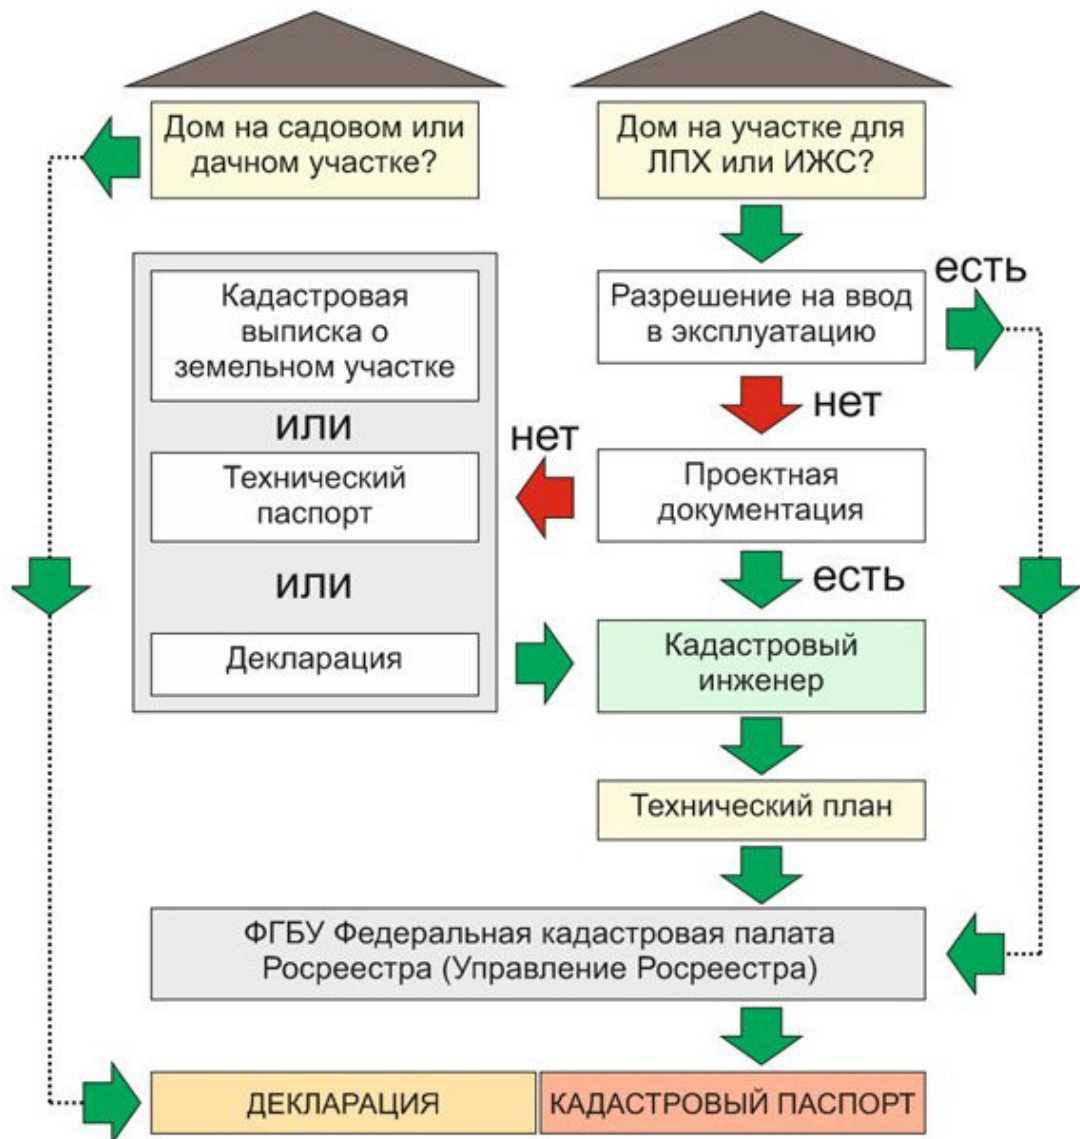 Дом на садовом или
дачном участке?
Дом на участке для
ЛПХ или ИЖС?
Кадастровая
выписка о
земельном участке
или
Технический
паспорт
или
Декларация
Разрешение на ввод
в эксплуатацию
есть
нет
Проектная
документация
нет
есть
Кадастровый
инженер
Технический план
ФГБУ Федеральная кадастровая палата
Росреестра (Управление Росреестра)
ДЕКЛАРАЦИЯ
КАДАСТРОВЫЙ ПАСПОРТ